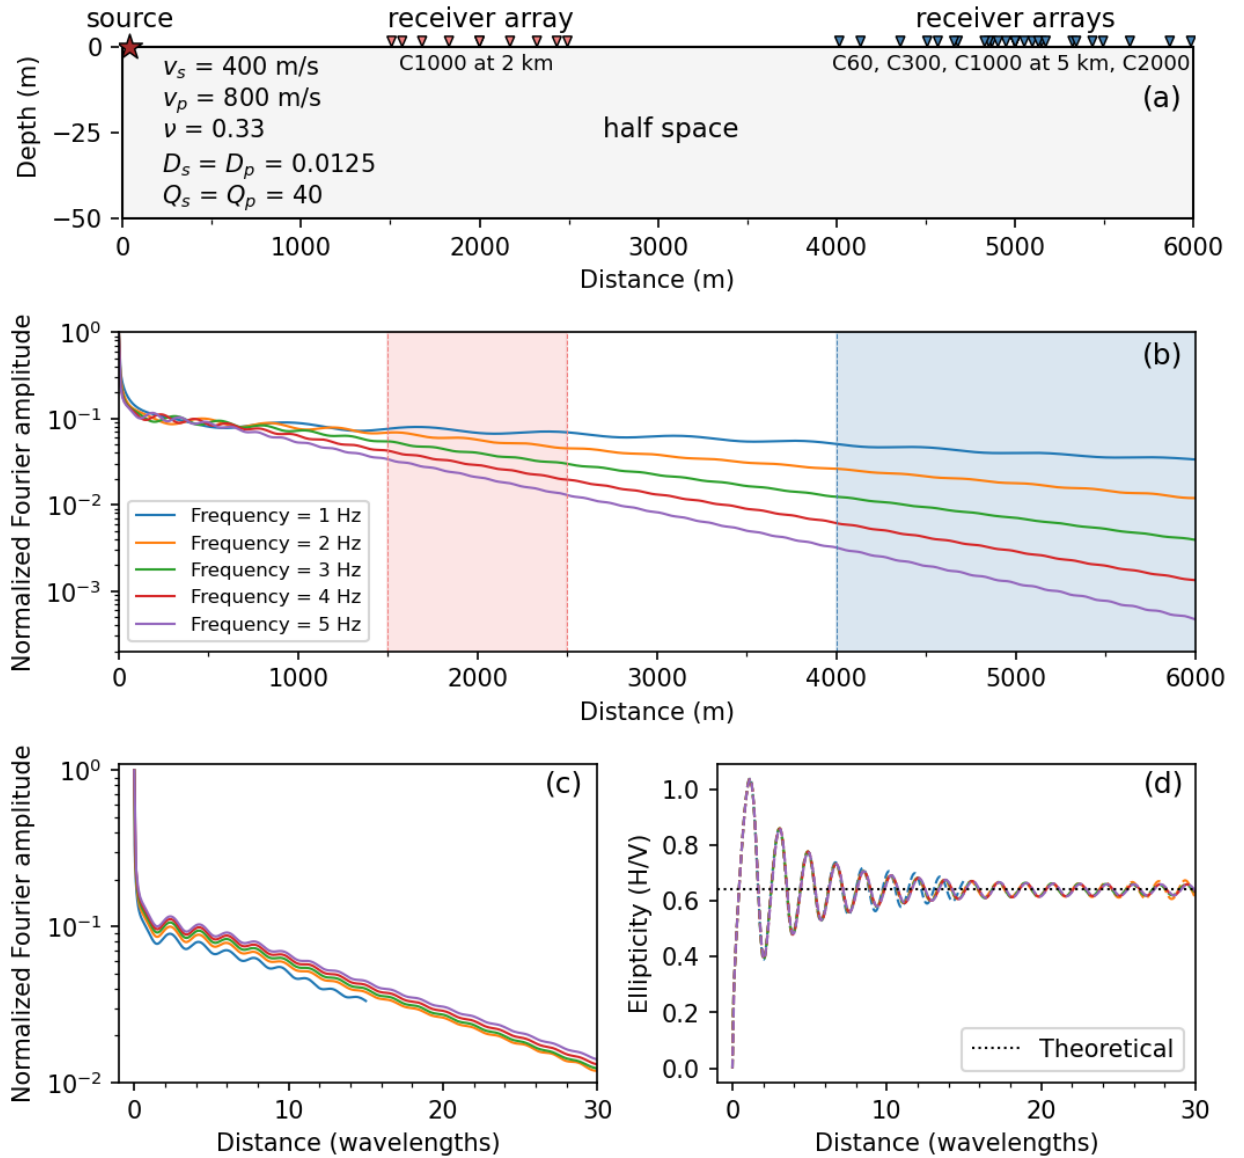 source
receiver array
receiver arrays
0
−25
−50
Depth (m)
v_s = 400 m/s
v_p = 800 m/s
ν = 0.33
D_s = D_p = 0.0125
Q_s = Q_p = 40
C1000 at 2 km
C60, C300, C1000 at 5 km, C2000
(a)
half space
0 1000 2000 3000 4000 5000 6000
Distance (m)
Normalized Fourier amplitude
10^0
10^−1
10^−2
10^−3
(b)
Frequency = 1 Hz
Frequency = 2 Hz
Frequency = 3 Hz
Frequency = 4 Hz
Frequency = 5 Hz
0 1000 2000 3000 4000 5000 6000
Distance (m)
Normalized Fourier amplitude
10^0
10^−1
10^−2
(c)
0 10 20 30
Distance (wavelengths)
Ellipticity (H/V)
1.0
0.8
0.6
0.4
0.2
0.0
(d)
Theoretical
0 10 20 30
Distance (wavelengths)